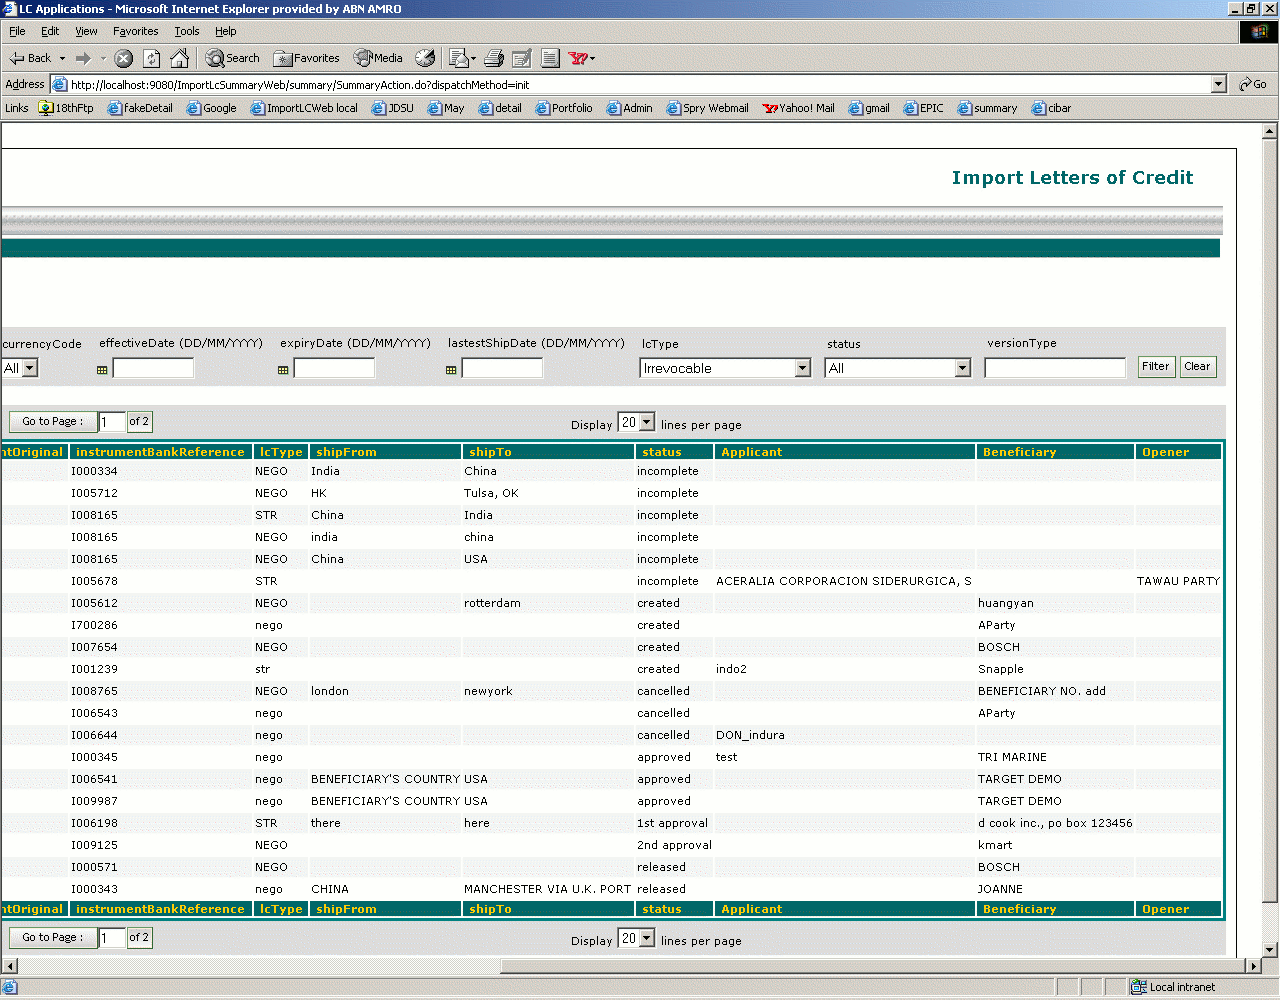 LC Applications - Microsoft Internet Explorer provided by ABN AMRO
File Edit View Favorites Tools Help
Back Search Favorites Media
Address http://localhost:9080/ImportLcSummaryWeb/summary/SummaryAction.do?dispatchMethod=init Go
Links 18thFtp fakeDetail Google ImportLCWeb local JDSU May detail Portfolio Admin Spry Webmail Yahoo! Mail gmail EPIC summary cibar
Import Letters of Credit
currencyCode effectiveDate (DD/MM/YYYY) expiryDate (DD/MM/YYYY) lastestShipDate (DD/MM/YYYY) lcType status versionType
All Irrevocable All Filter Clear
Go to Page : 1 of 2 Display 20 lines per page
ntOriginal instrumentBankReference lcType shipFrom shipTo status Applicant Beneficiary Opener
I000334 NEGO India China incomplete
I005712 NEGO HK Tulsa, OK incomplete
I008165 STR China India incomplete
I008165 NEGO india china incomplete
I008165 NEGO China USA incomplete
I005678 STR incomplete ACERALIA CORPORACION SIDERURGICA, S TAWAU PARTY
I005612 NEGO rotterdam created huangyan
I700286 nego created AParty
I007654 NEGO created BOSCH
I001239 str created indo2 Snapple
I008765 NEGO london newyork cancelled BENEFICIARY NO. add
I006543 nego cancelled AParty
I006644 nego cancelled DON_indura
I000345 nego approved test TRI MARINE
I006541 nego BENEFICIARY'S COUNTRY USA approved TARGET DEMO
I009987 nego BENEFICIARY'S COUNTRY USA approved TARGET DEMO
I006198 STR there here 1st approval d cook inc., po box 123456
I009125 NEGO 2nd approval kmart
I000571 NEGO released BOSCH
I000343 nego CHINA MANCHESTER VIA U.K. PORT released JOANNE
ntOriginal instrumentBankReference lcType shipFrom shipTo status Applicant Beneficiary Opener
Go to Page : 1 of 2 Display 20 lines per page
Local intranet